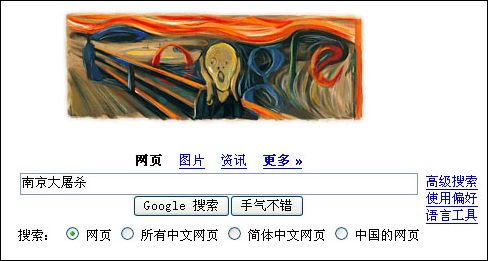 Google
网页 图片 资讯 更多 »
南京大屠杀
高级搜索
Google 搜索 手气不错
使用偏好
语言工具
搜索： 网页 所有中文网页 简体中文网页 中国的网页